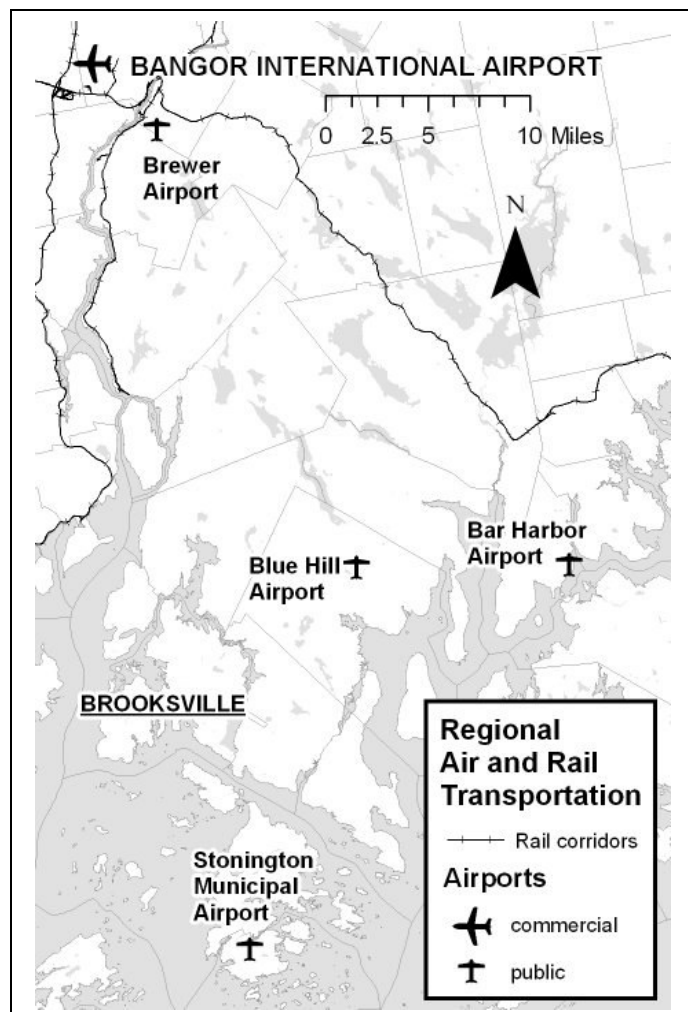 BANGOR INTERNATIONAL AIRPORT
0 2.5 5 10 Miles
Brewer
Airport
N
Bar Harbor
Airport
Blue Hill
Airport
BROOKSVILLE
Stonington
Municipal
Airport
Regional
Air and Rail
Transportation
Rail corridors
Airports
commercial
public